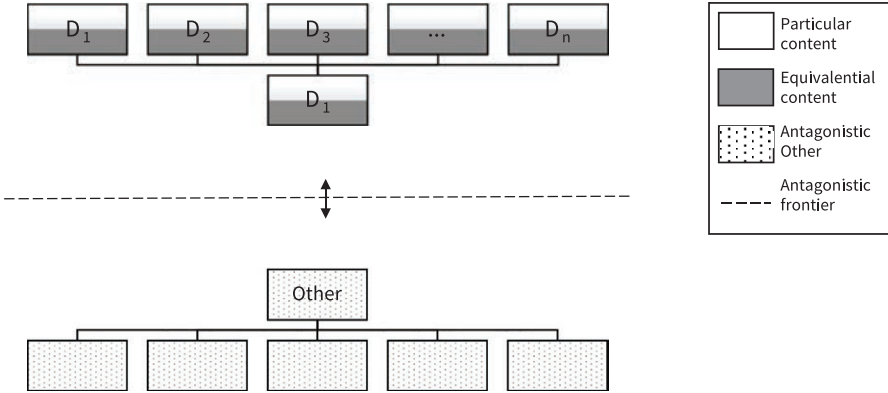 D₁ D₂ D₃ ... Dₙ
D₁
Other
Particular
content
Equivalential
content
Antagonistic
Other
Antagonistic
frontier